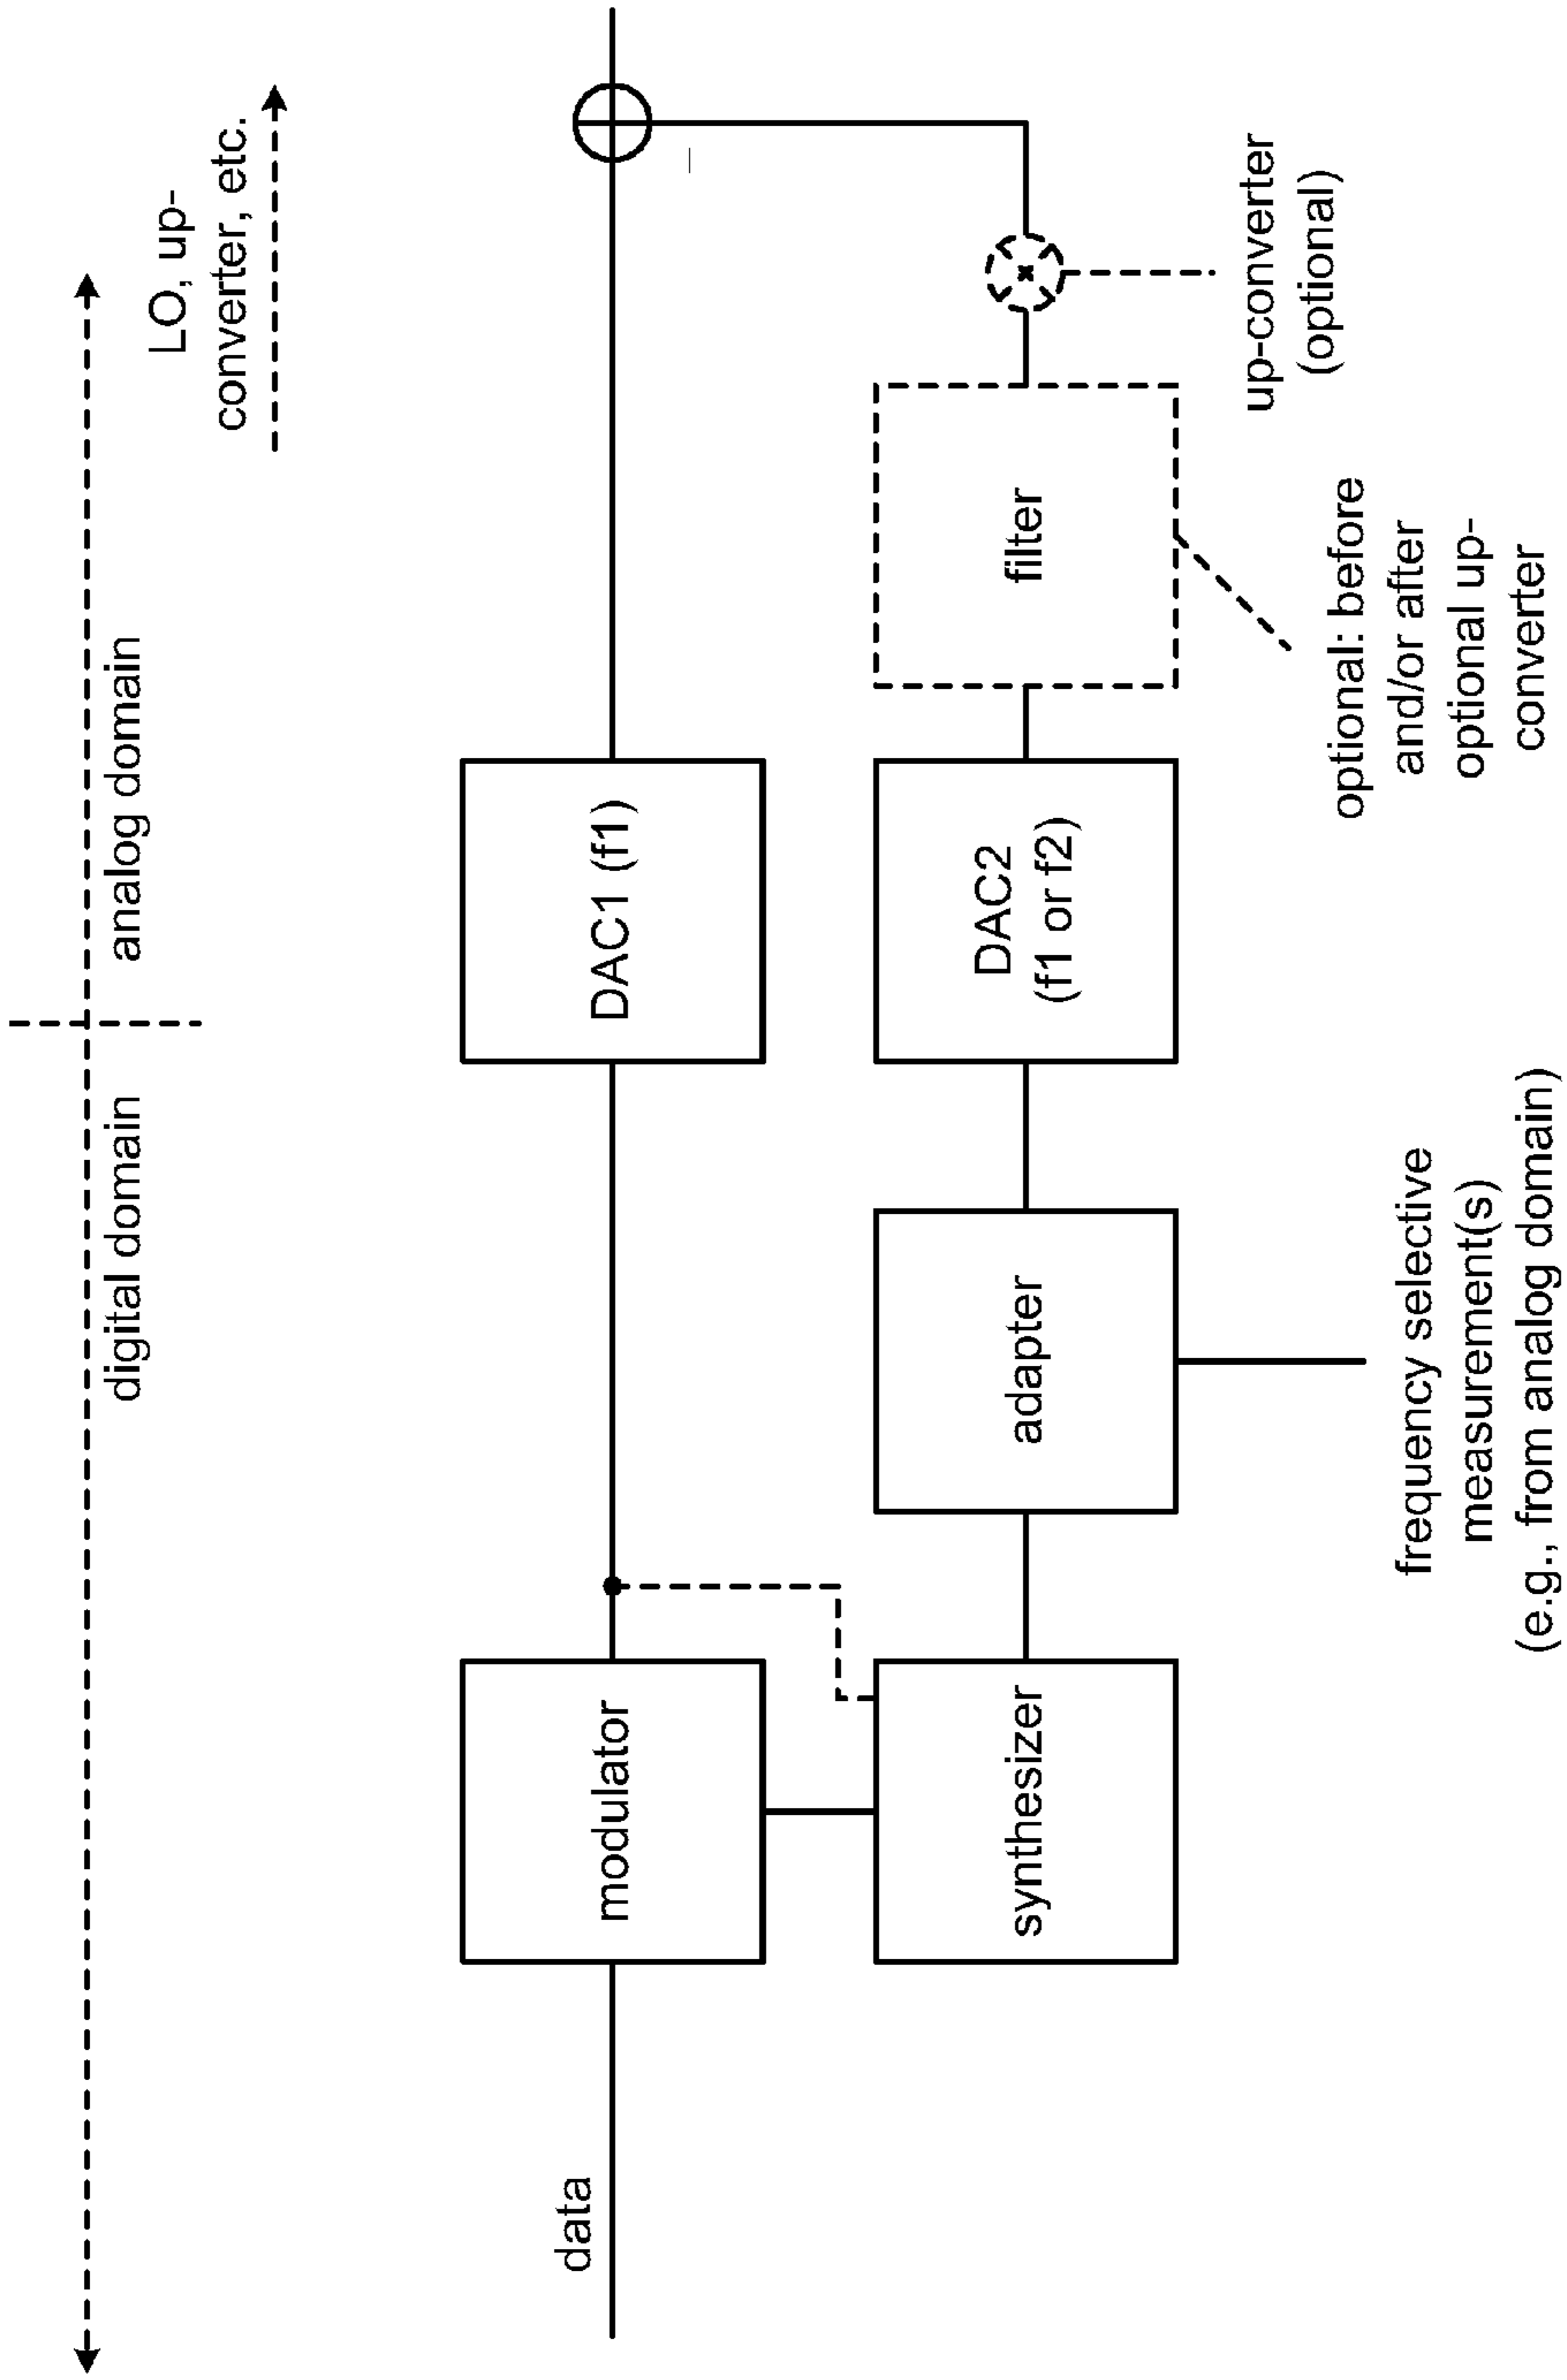 digital domain
analog domain
LO, up-
converter, etc.
data
modulator
DAC1 (f1)
–
synthesizer
adapter
DAC2
(f1 or f2)
filter
up-converter
(optional)
optional: before
and/or after
optional up-
converter
frequency selective
measurement(s)
(e.g., from analog domain)